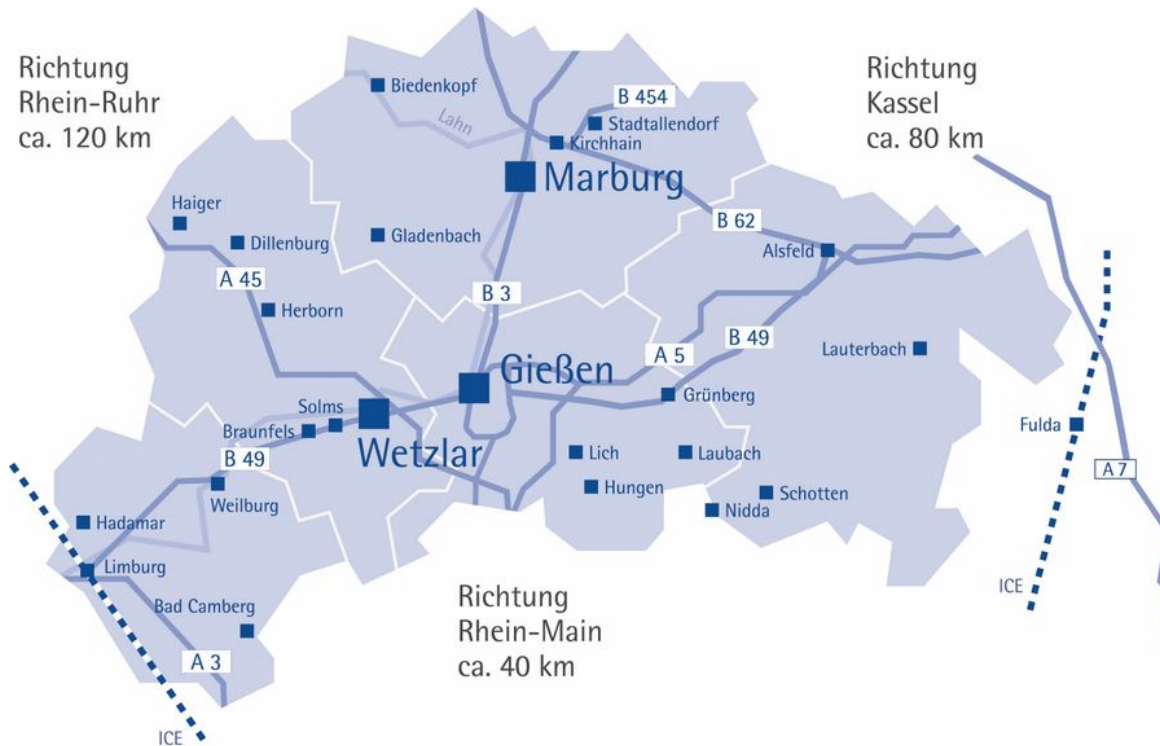 Richtung
Rhein-Ruhr
ca. 120 km
Richtung
Kassel
ca. 80 km
Biedenkopf
Lahn
B 454
Stadtallendorf
Kirchhain
Marburg
Haiger
Dillenburg
Gladenbach
B 62
Alsfeld
A 45
B 3
Herborn
A 5
B 49
Lauterbach
Gießen
Grünberg
Solms
Braunfels
Wetzlar
Fulda
B 49
Lich
Laubach
A 7
Weilburg
Hungen
Schotten
Nidda
Hadamar
Limburg
ICE
Bad Camberg
Richtung
Rhein-Main
ca. 40 km
A 3
ICE